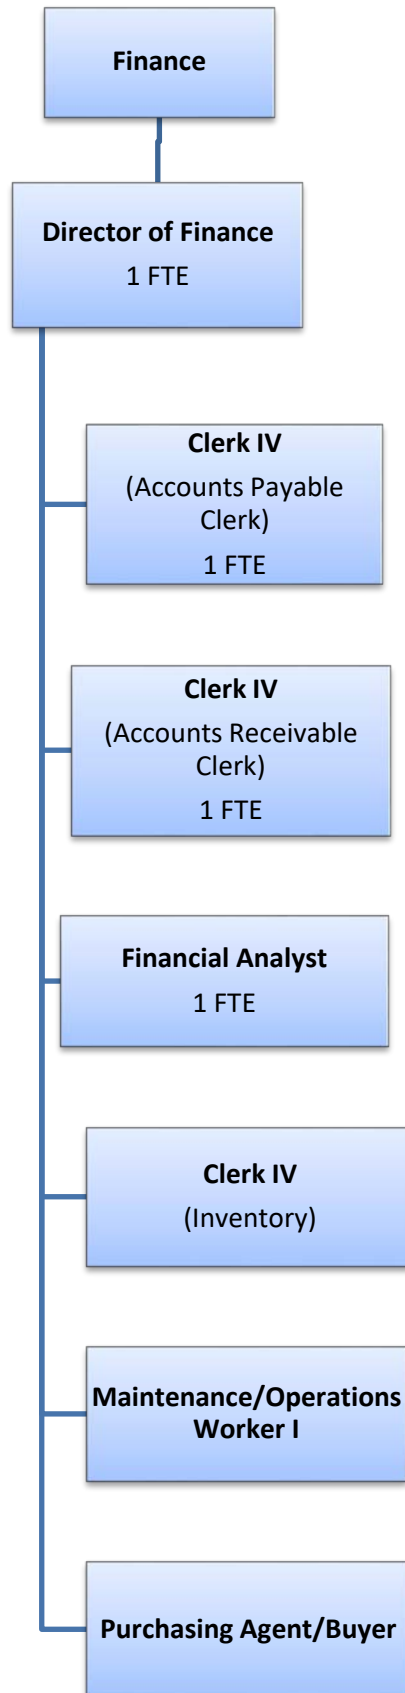 Finance
Director of Finance
1 FTE
Clerk IV
(Accounts Payable
Clerk)
1 FTE
Clerk IV
(Accounts Receivable
Clerk)
1 FTE
Financial Analyst
1 FTE
Clerk IV
(Inventory)
Maintenance/Operations
Worker I
Purchasing Agent/Buyer